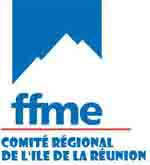 ffme
COMITÉ RÉGIONAL
DE L'ILE DE LA RÉUNION